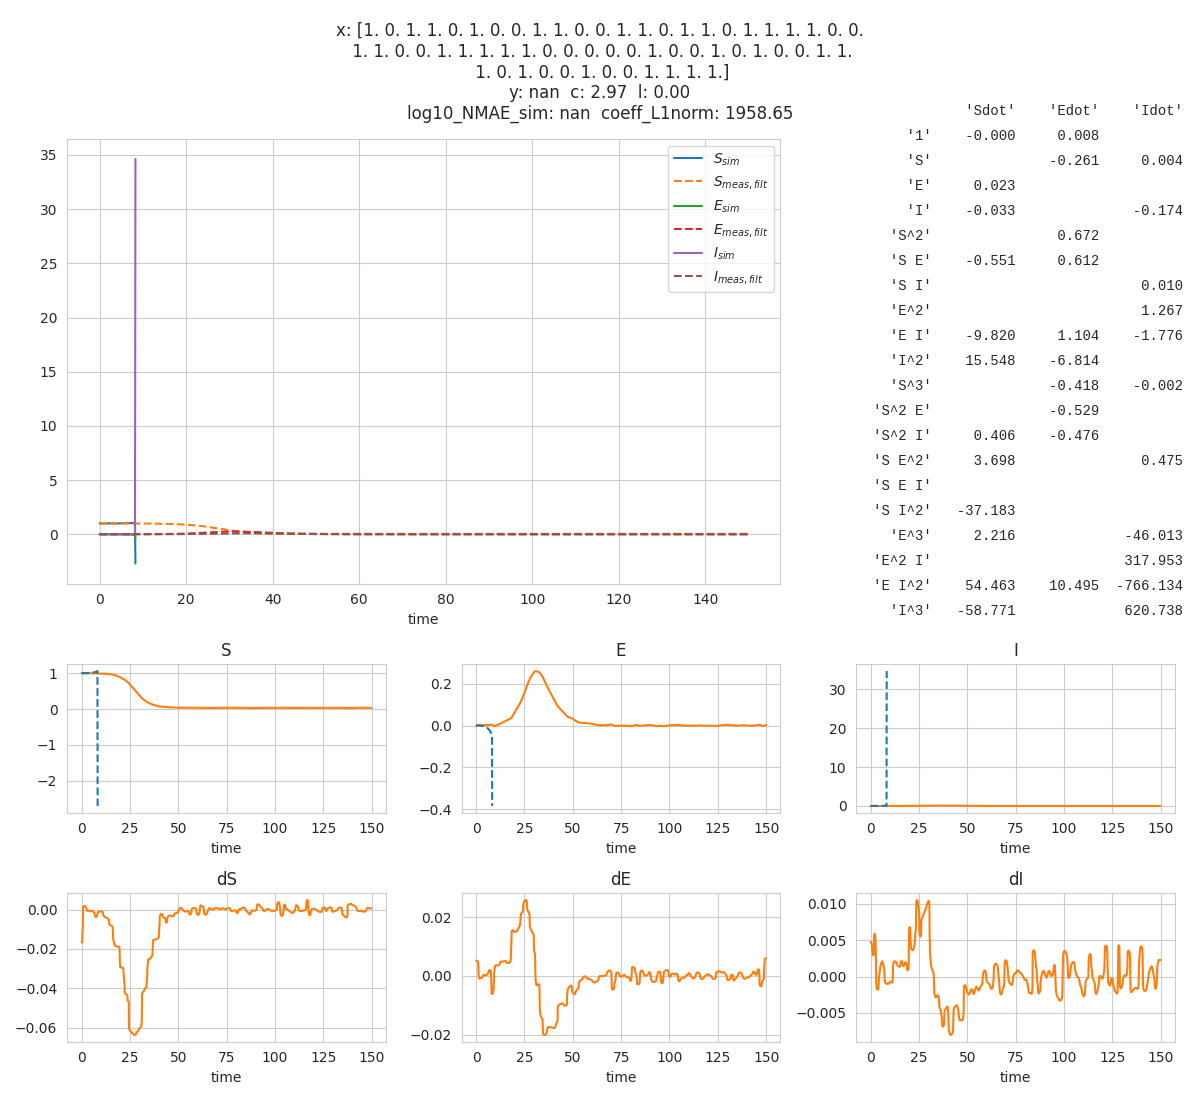 x: [1. 0. 1. 1. 0. 1. 0. 0. 1. 1. 0. 0. 1. 1. 0. 1. 1. 0. 1. 1. 1. 1. 0. 0.
1. 1. 0. 0. 1. 1. 1. 1. 1. 0. 0. 0. 0. 0. 1. 0. 0. 1. 0. 1. 0. 0. 1. 1.
1. 0. 1. 0. 0. 1. 0. 0. 1. 1. 1. 1.]
y: nan c: 2.97 l: 0.00
log10_NMAE_sim: nan coeff_L1norm: 1958.65
'Sdot' 'Edot' 'Idot'
'1' -0.000 0.008
'S' -0.261 0.004
'E' 0.023
'I' -0.033 -0.174
'S^2' 0.672
'S E' -0.551 0.612
'S I' 0.010
'E^2' 1.267
'E I' -9.820 1.104 -1.776
'I^2' 15.548 -6.814
'S^3' -0.418 -0.002
'S^2 E' -0.529
'S^2 I' 0.406 -0.476
'S E^2' 3.698 0.475
'S E I'
'S I^2' -37.183
'E^3' 2.216 -46.013
'E^2 I' 317.953
'E I^2' 54.463 10.495 -766.134
'I^3' -58.771 620.738
35
30
25
20
15
10
5
0
S_sim
S_meas,filt
E_sim
E_meas,filt
I_sim
I_meas,filt
0 20 40 60 80 100 120 140
time
S
1
0
−1
−2
0 25 50 75 100 125 150
time
E
0.2
0.0
−0.2
−0.4
0 25 50 75 100 125 150
time
I
30
20
10
0
0 25 50 75 100 125 150
time
dS
0.00
−0.02
−0.04
−0.06
0 25 50 75 100 125 150
time
dE
0.02
0.00
−0.02
0 25 50 75 100 125 150
time
dI
0.010
0.005
0.000
−0.005
0 25 50 75 100 125 150
time